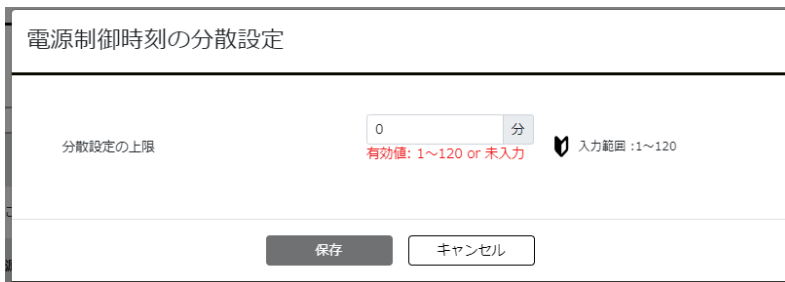 電源制御時刻の分散設定
分散設定の上限
0 分
有効値: 1～120 or 未入力
入力範囲 :1～120
保存 キャンセル